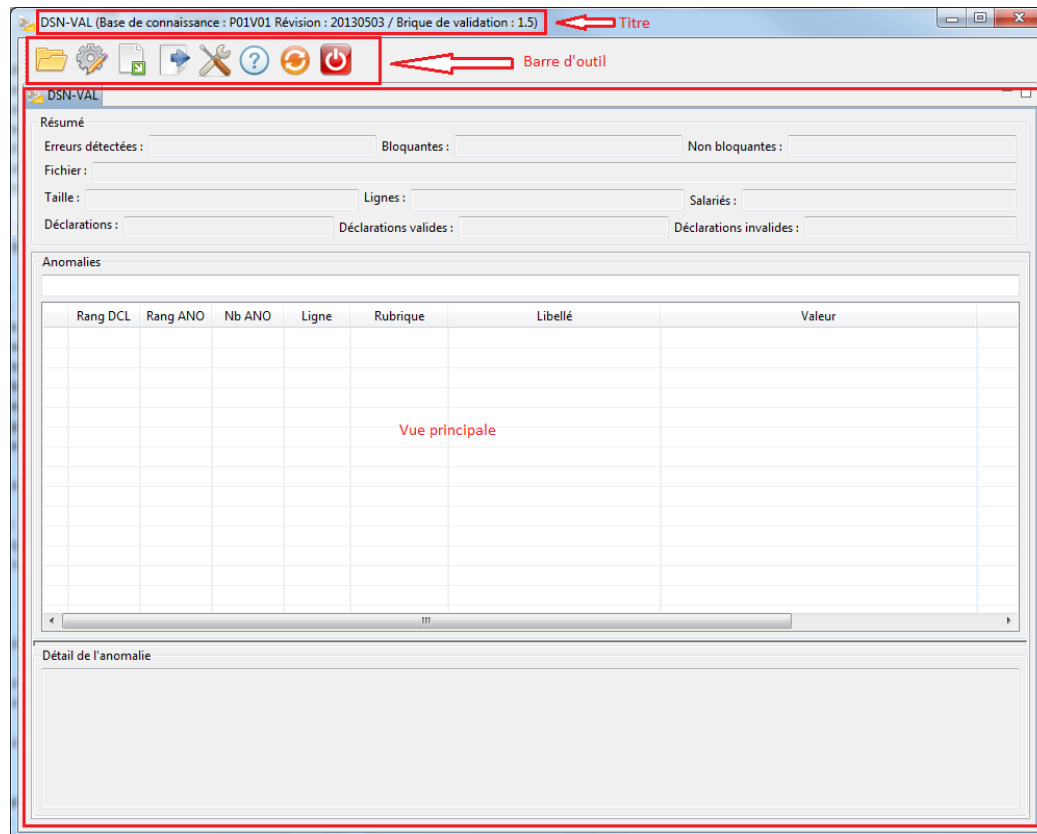 DSN-VAL (Base de connaissance : P01V01 Révision : 20130503 / Brique de validation : 1.5) Titre
Barre d'outil
DSN-VAL
Résumé
Erreurs détectées : Bloquantes : Non bloquantes :
Fichier :
Taille : Lignes : Salariés :
Déclarations : Déclarations valides : Déclarations invalides :
Anomalies
Rang DCL Rang ANO Nb ANO Ligne Rubrique Libellé Valeur
Vue principale
Détail de l'anomalie